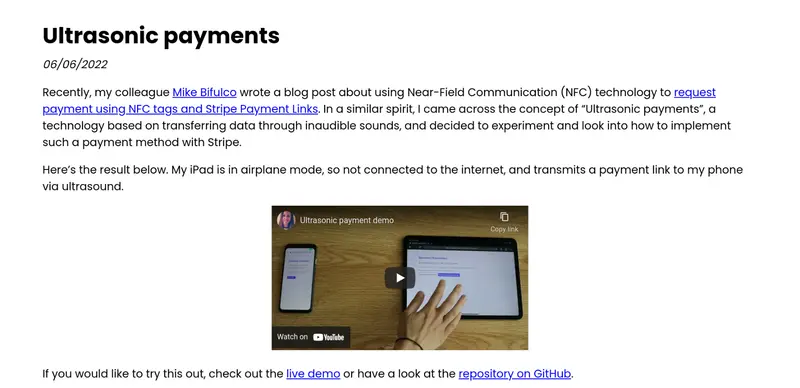 Ultrasonic payments
06/06/2022
Recently, my colleague Mike Bifulco wrote a blog post about using Near-Field Communication (NFC) technology to request
payment using NFC tags and Stripe Payment Links. In a similar spirit, I came across the concept of “Ultrasonic payments”, a
technology based on transferring data through inaudible sounds, and decided to experiment and look into how to implement
such a payment method with Stripe.
Here’s the result below. My iPad is in airplane mode, so not connected to the internet, and transmits a payment link to my phone
via ultrasound.
Ultrasonic payment demo
Copy link
Watch on YouTube
If you would like to try this out, check out the live demo or have a look at the repository on GitHub.